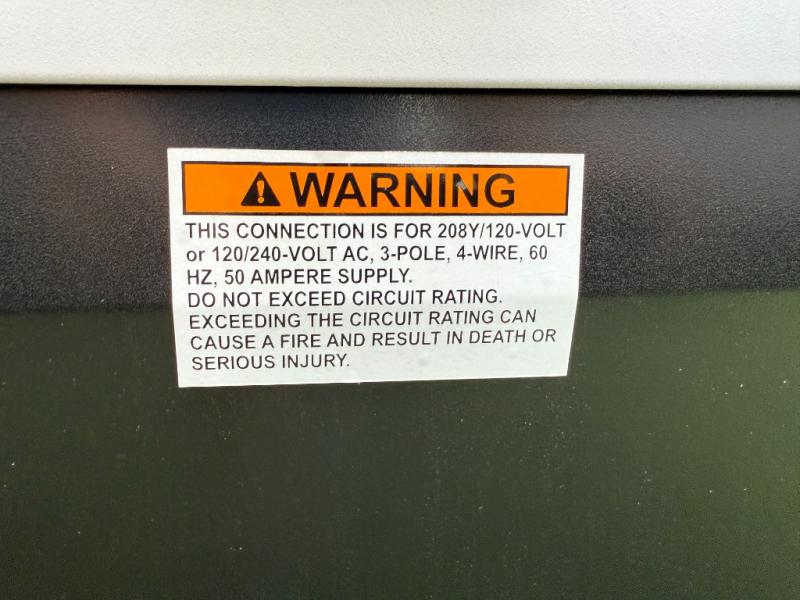 WARNING
THIS CONNECTION IS FOR 208Y/120-VOLT
or 120/240-VOLT AC, 3-POLE, 4-WIRE, 60
HZ, 50 AMPERE SUPPLY.
DO NOT EXCEED CIRCUIT RATING.
EXCEEDING THE CIRCUIT RATING CAN
CAUSE A FIRE AND RESULT IN DEATH OR
SERIOUS INJURY.